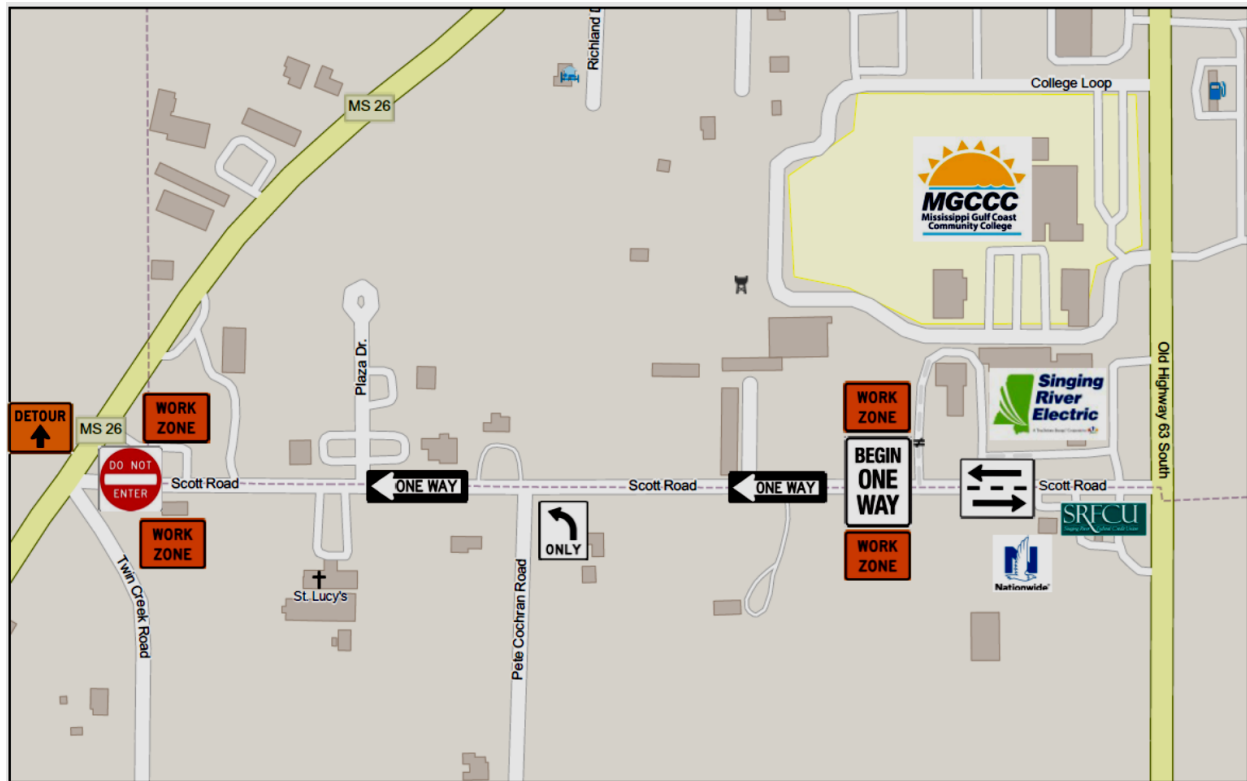 Richland D
MS 26
College Loop
MGCCC
Mississippi Gulf Coast
Community College
Plaza Dr.
Old Highway 63 South
Singing
River
Electric
DETOUR
MS 26
WORK
ZONE
WORK
ZONE
DO NOT
ENTER
Scott Road
ONE WAY
Scott Road
ONE WAY
BEGIN
ONE
WAY
Scott Road
ONLY
WORK
ZONE
SRFCU
WORK
ZONE
Nationwide®
Twin Creek Road
St. Lucy's
Pete Cochran Road